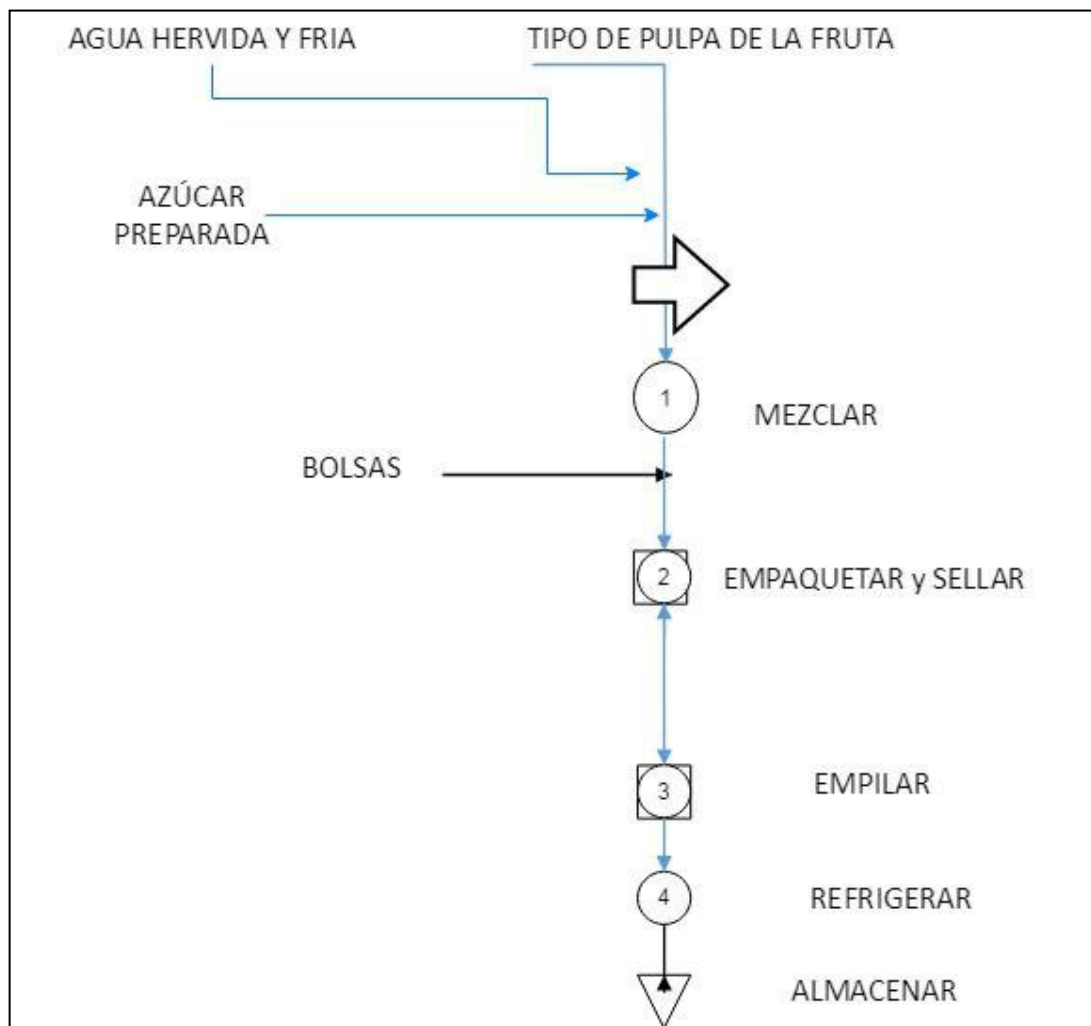 AGUA HERVIDA Y FRIA
TIPO DE PULPA DE LA FRUTA
AZÚCAR
PREPARADA
1
MEZCLAR
BOLSAS
2
EMPAQUETAR y SELLAR
3
EMPILAR
4
REFRIGERAR
ALMACENAR